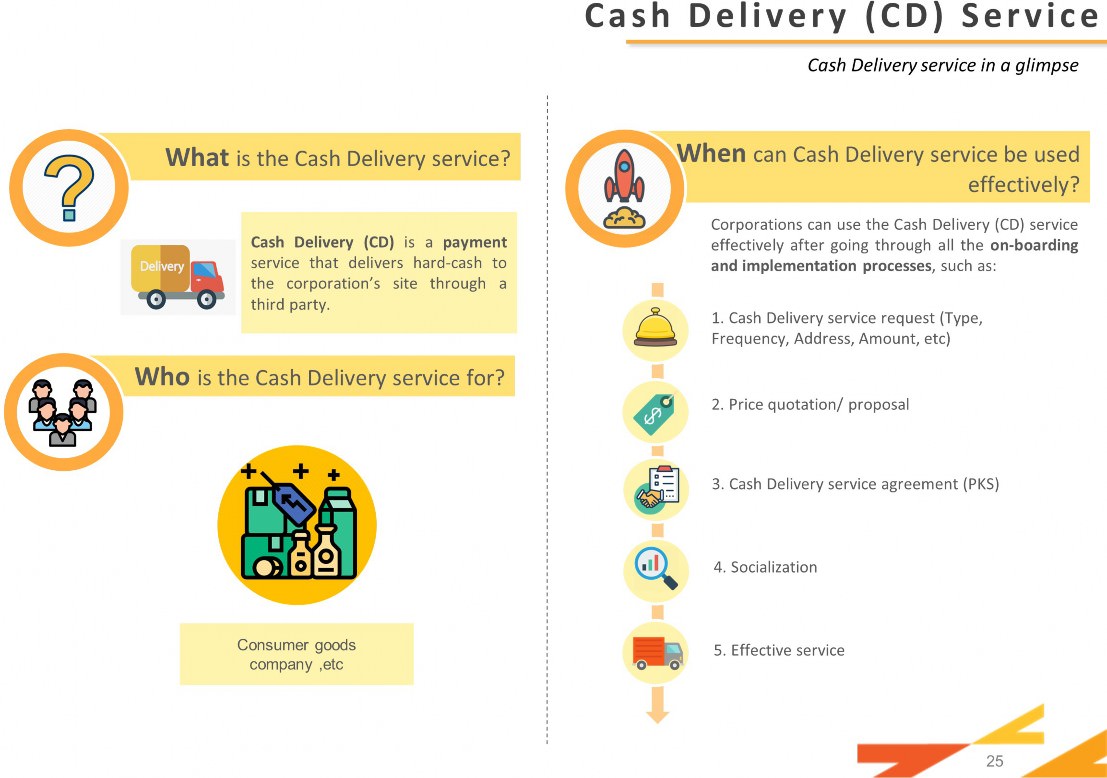 Cash Delivery (CD) Service
Cash Delivery service in a glimpse
What is the Cash Delivery service?
Delivery
Cash Delivery (CD) is a payment
service that delivers hard-cash to
the corporation's site through a
third party.
Who is the Cash Delivery service for?
Consumer goods
company ,etc
When can Cash Delivery service be used
effectively?
Corporations can use the Cash Delivery (CD) service
effectively after going through all the on-boarding
and implementation processes, such as:
1. Cash Delivery service request (Type,
Frequency, Address, Amount, etc)
2. Price quotation/ proposal
3. Cash Delivery service agreement (PKS)
4. Socialization
5. Effective service
25